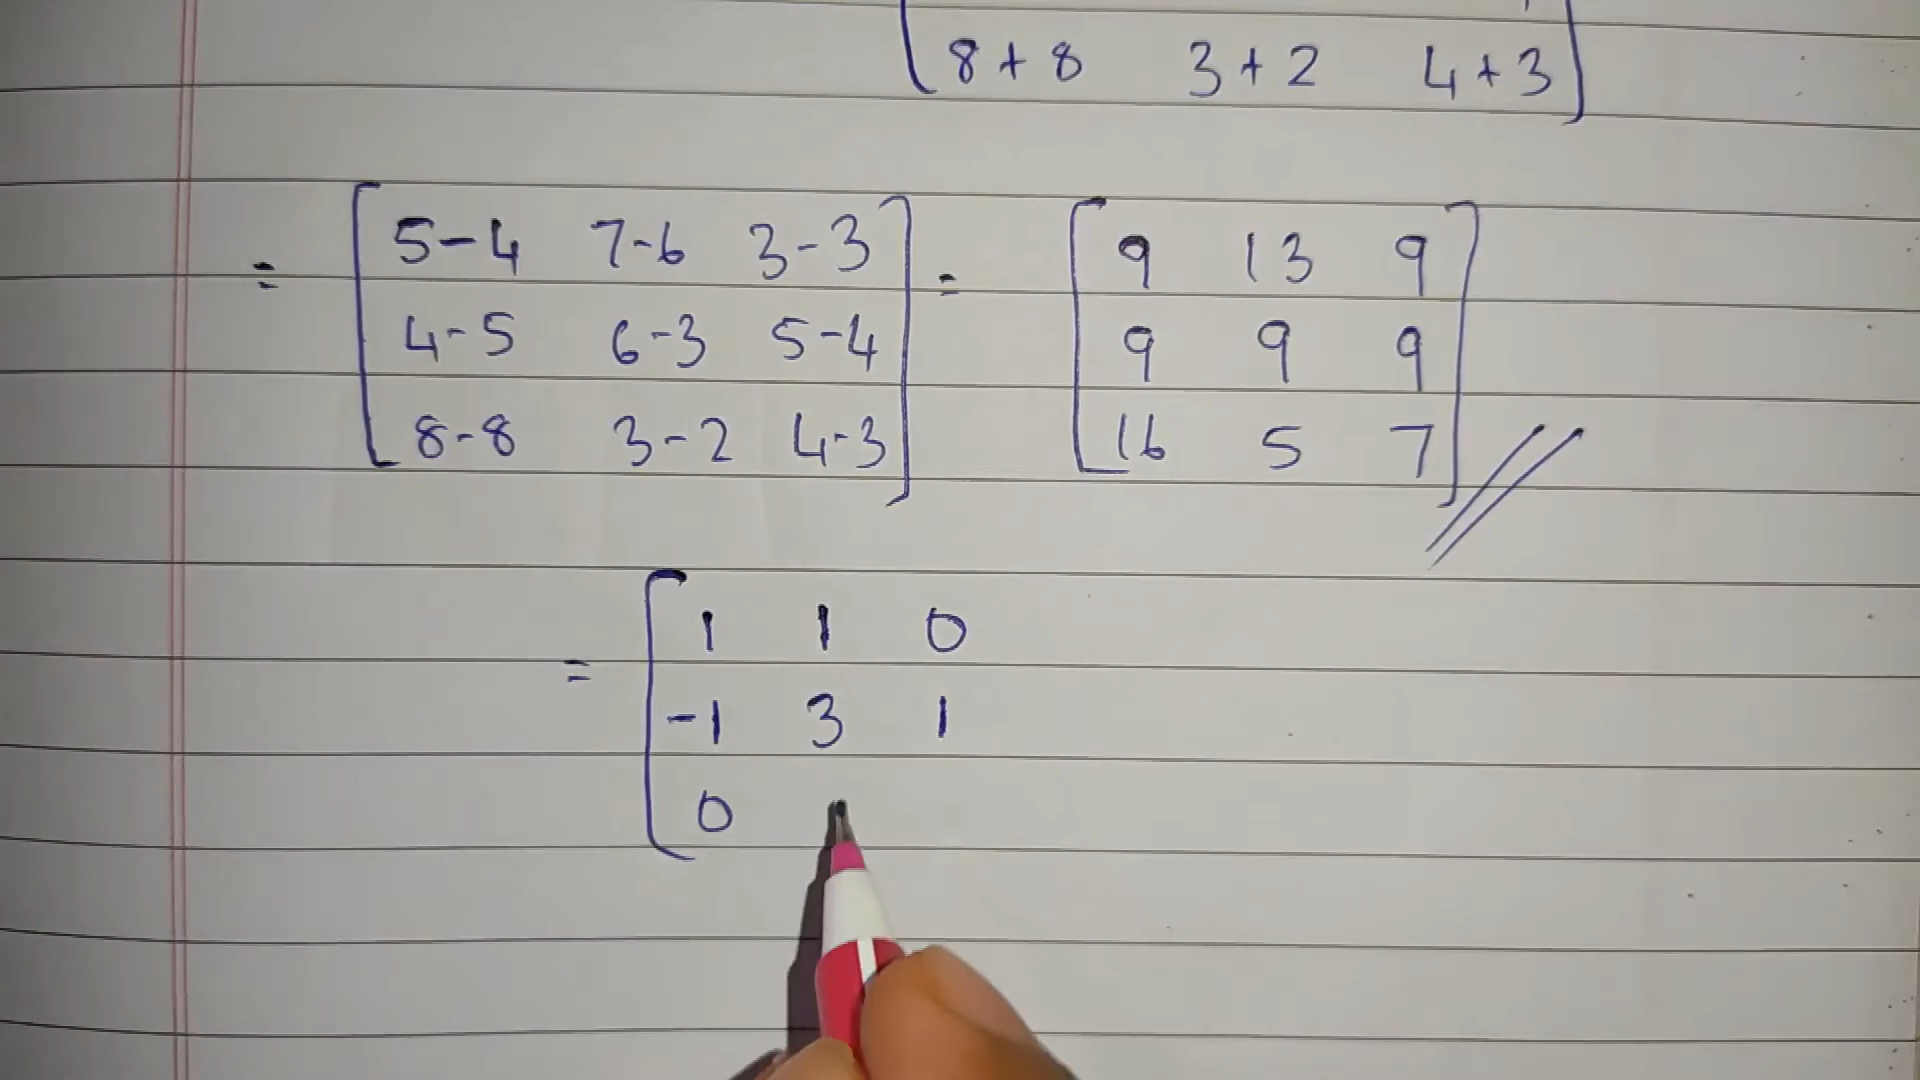 8 + 8 3 + 2 4 + 3
= 5 - 4 7 - 6 3 - 3 = 9 13 9
4 - 5 6 - 3 5 - 4 9 9 9
8 - 8 3 - 2 4 - 3 16 5 7
= 1 1 0
-1 3 1
0